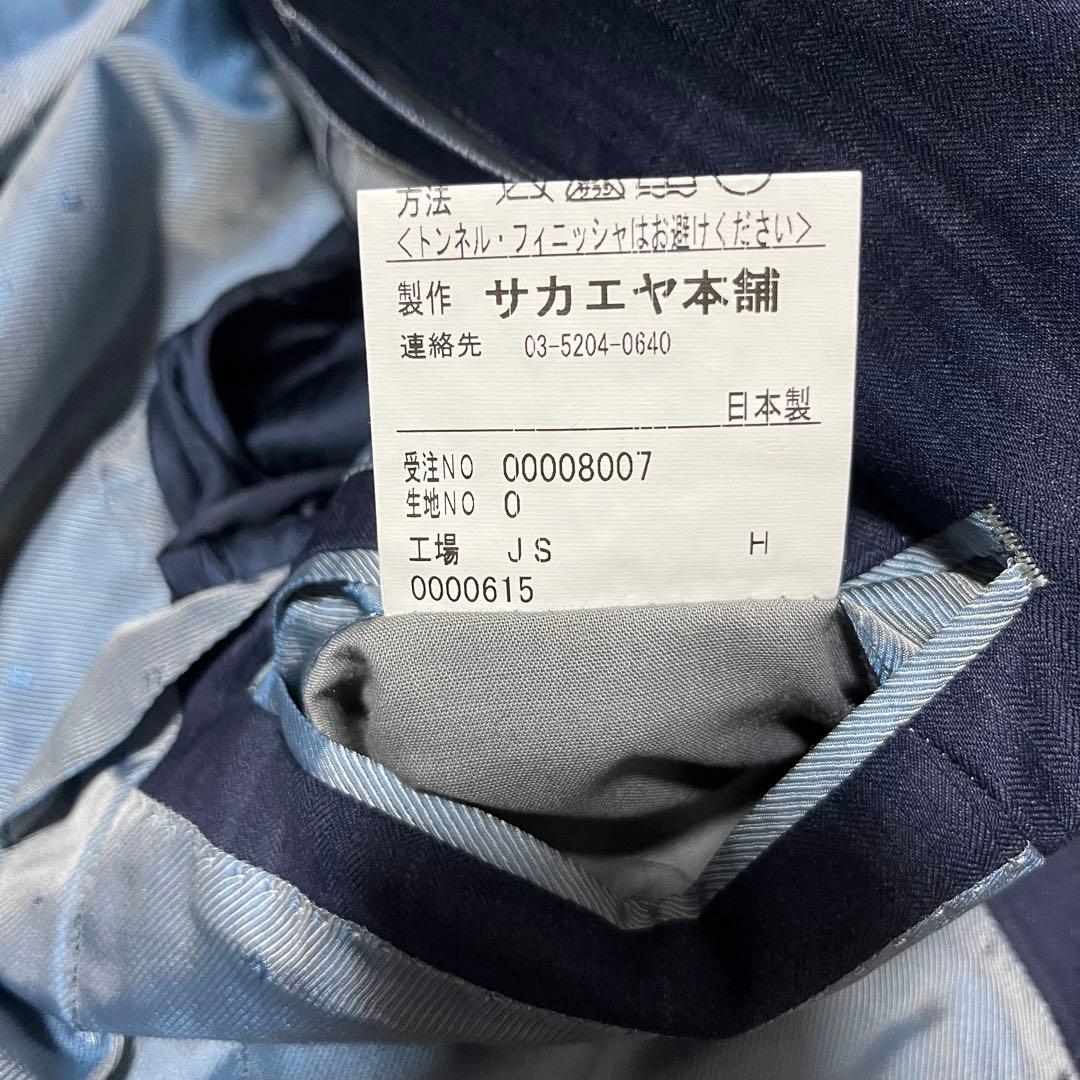 方法
<トンネル・フィニッシャはお避けください>
製作 サカエヤ本舗
連絡先 03-5204-0640
日本製
受注NO 00008007
生地NO 0
工場 JS H
0000615